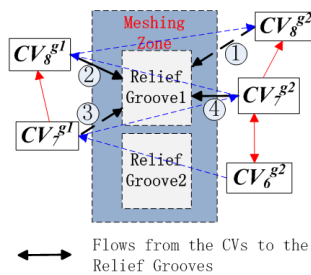 Meshing
Zone
CV₈ᵍ¹
CV₈ᵍ²
①
②
Relief
Groove1
③
④
CV₇ᵍ²
CV₇ᵍ¹
Relief
Groove2
CV₆ᵍ²
Flows from the CVs to the
Relief Grooves